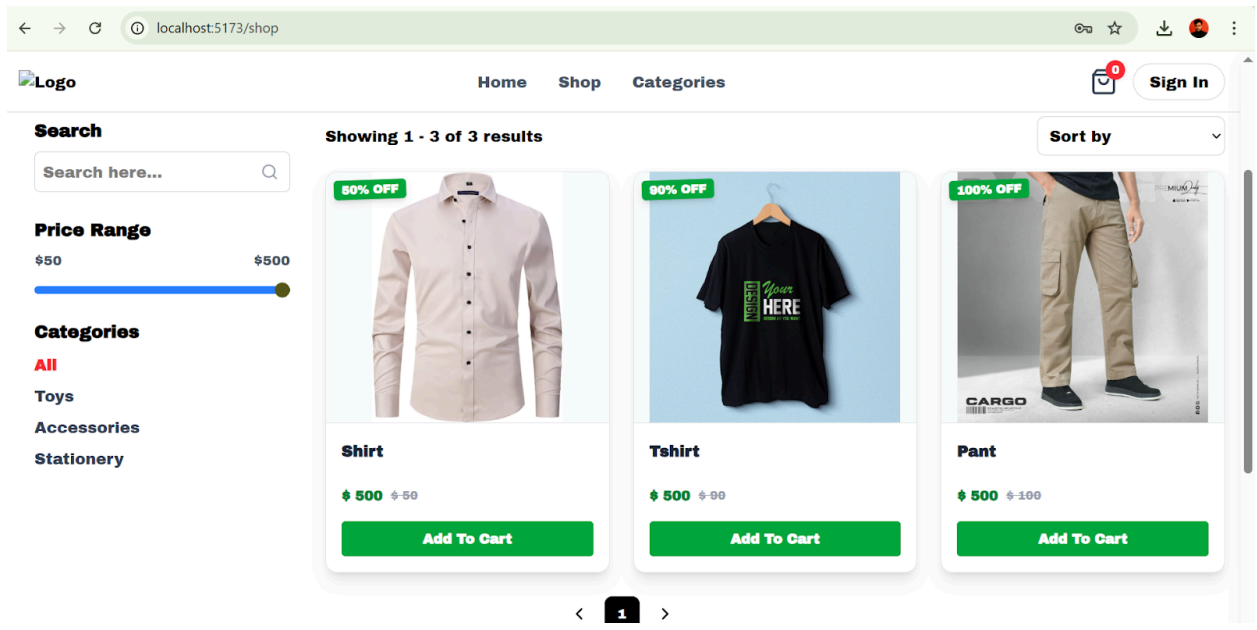 localhost:5173/shop
Logo
Home Shop Categories
0
Sign In
Search
Search here...
Price Range
$50 $500
Categories
All
Toys
Accessories
Stationery
Showing 1 - 3 of 3 results
Sort by
50% OFF
Shirt
$ 500 $ 50
Add To Cart
90% OFF
DESIGN
Your
HERE
Tshirt
$ 500 $ 90
Add To Cart
100% OFF
PREMIUM
CARGO
Pant
$ 500 $ 100
Add To Cart
1